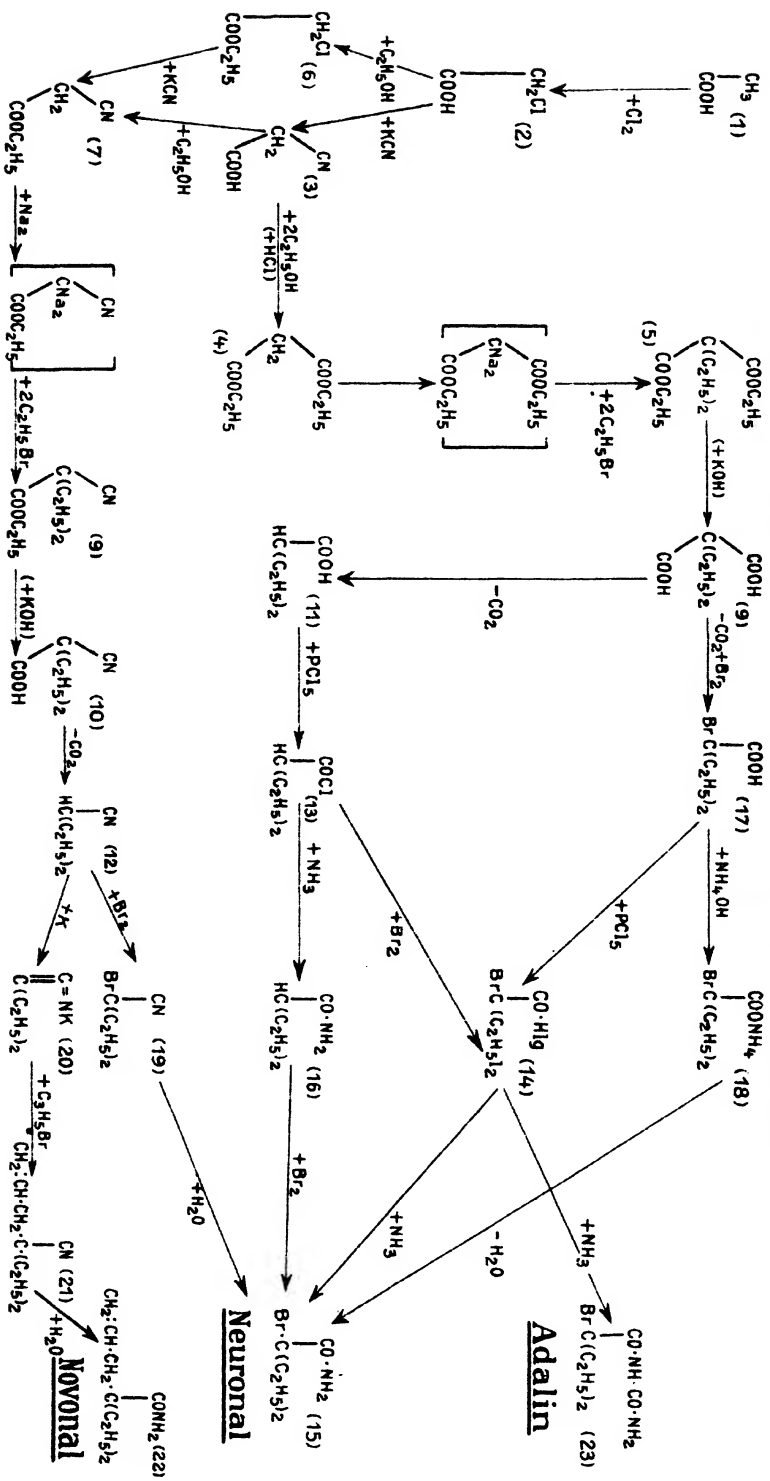 CH3
COOH
(1)
+Cl2
CH2Cl
COOH
(2)
+C2H5OH
+KCN
CH2Cl
COOC2H5
(6)
+KCN
CN
CH2
COOH
(3)
+C2H5OH
CN
CH2
COOC2H5
(7)
+2C2H5OH
(+HCl)
COOC2H5
CH2
COOC2H5
(4)
COOC2H5
CNa2
COOC2H5
+2C2H5Br
COOC2H5
C(C2H5)2
COOC2H5
(5)
(+KOH)
COOH
C(C2H5)2
COOH
(9)
-CO2+Br2
COOH
BrC(C2H5)2
(17)
+NH4OH
COONH4
BrC(C2H5)2
(18)
-H2O
+PCl5
CO·Hlg
BrC(C2H5)2
(14)
+NH3
CO·NH·CO·NH2
BrC(C2H5)2
(23)
Adalin
-CO2
COOH
HC(C2H5)2
(11)
+PCl5
COCl
HC(C2H5)2
(13)
+Br2
+NH3
CO·NH2
HC(C2H5)2
(16)
+Br2
+NH3
CO·NH2
Br·C(C2H5)2
(15)
Neuronal
+Na2
CN
CNa2
COOC2H5
+2C2H5Br
CN
C(C2H5)2
COOC2H5
(9)
(+KOH)
CN
C(C2H5)2
COOH
(10)
-CO2
CN
HC(C2H5)2
(12)
+Br2
CN
BrC(C2H5)2
(19)
+H2O
C=NK
C(C2H5)2
(20)
+C3H5Br
CN
CH2:CH·CH2·C·(C2H5)2
(21)
+H2O
CONH2
CH2:CH·CH2·C(C2H5)2
(22)
Novonal